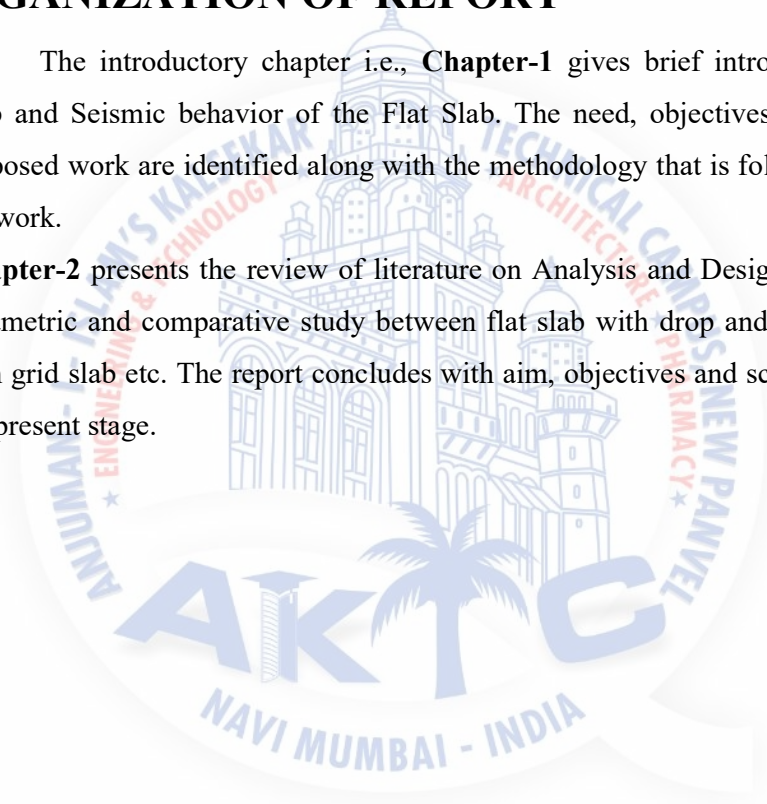 GANIZATION OF REPORT
The introductory chapter i.e., Chapter-1 gives brief intro
and Seismic behavior of the Flat Slab. The need, objectives
posed work are identified along with the methodology that is fol
work.
pter-2 presents the review of literature on Analysis and Desig
metric and comparative study between flat slab with drop and
grid slab etc. The report concludes with aim, objectives and sc
present stage.
ANJUMAN - I - ISLAM'S KALSEKAR TECHNICAL CAMPUS NEW PANVEL
ENGINEERING & TECHNOLOGY ARCHITECTURE PHARMACY
AKTC
NAVI MUMBAI - INDIA